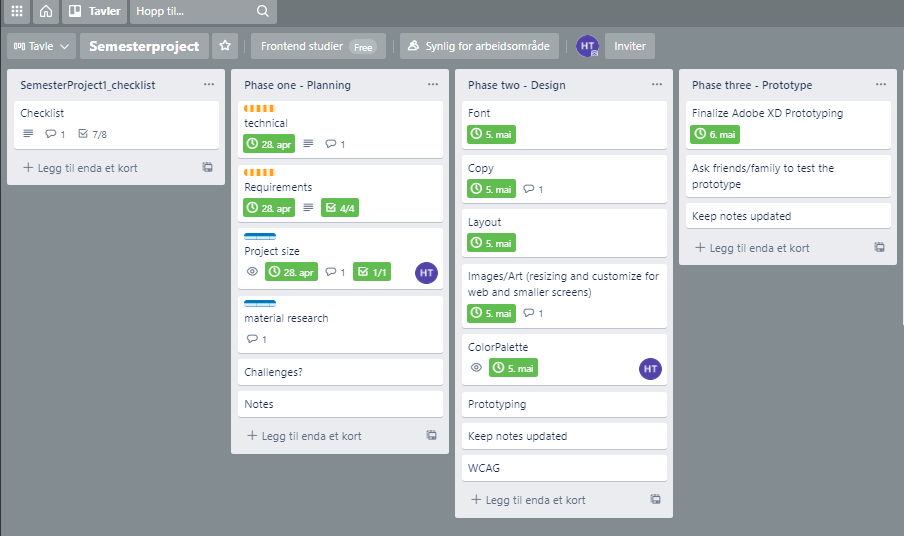 Tavler
Hopp til...
Tavle
Semesterproject
Frontend studier Free
Synlig for arbeidsområde
HT
Inviter
SemesterProject1_checklist
Checklist
1 7/8
Legg til enda et kort
Phase one - Planning
technical
28. apr 1
Requirements
28. apr 4/4
Project size
28. apr 1 1/1 HT
material research
1
Challenges?
Notes
Legg til enda et kort
Phase two - Design
Font
5. mai
Copy
5. mai 1
Layout
5. mai
Images/Art (resizing and customize for
web and smaller screens)
5. mai 1
ColorPalette
5. mai HT
Prototyping
Keep notes updated
WCAG
Legg til enda et kort
Phase three - Prototype
Finalize Adobe XD Prototyping
6. mai
Ask friends/family to test the
prototype
Keep notes updated
Legg til enda et kort